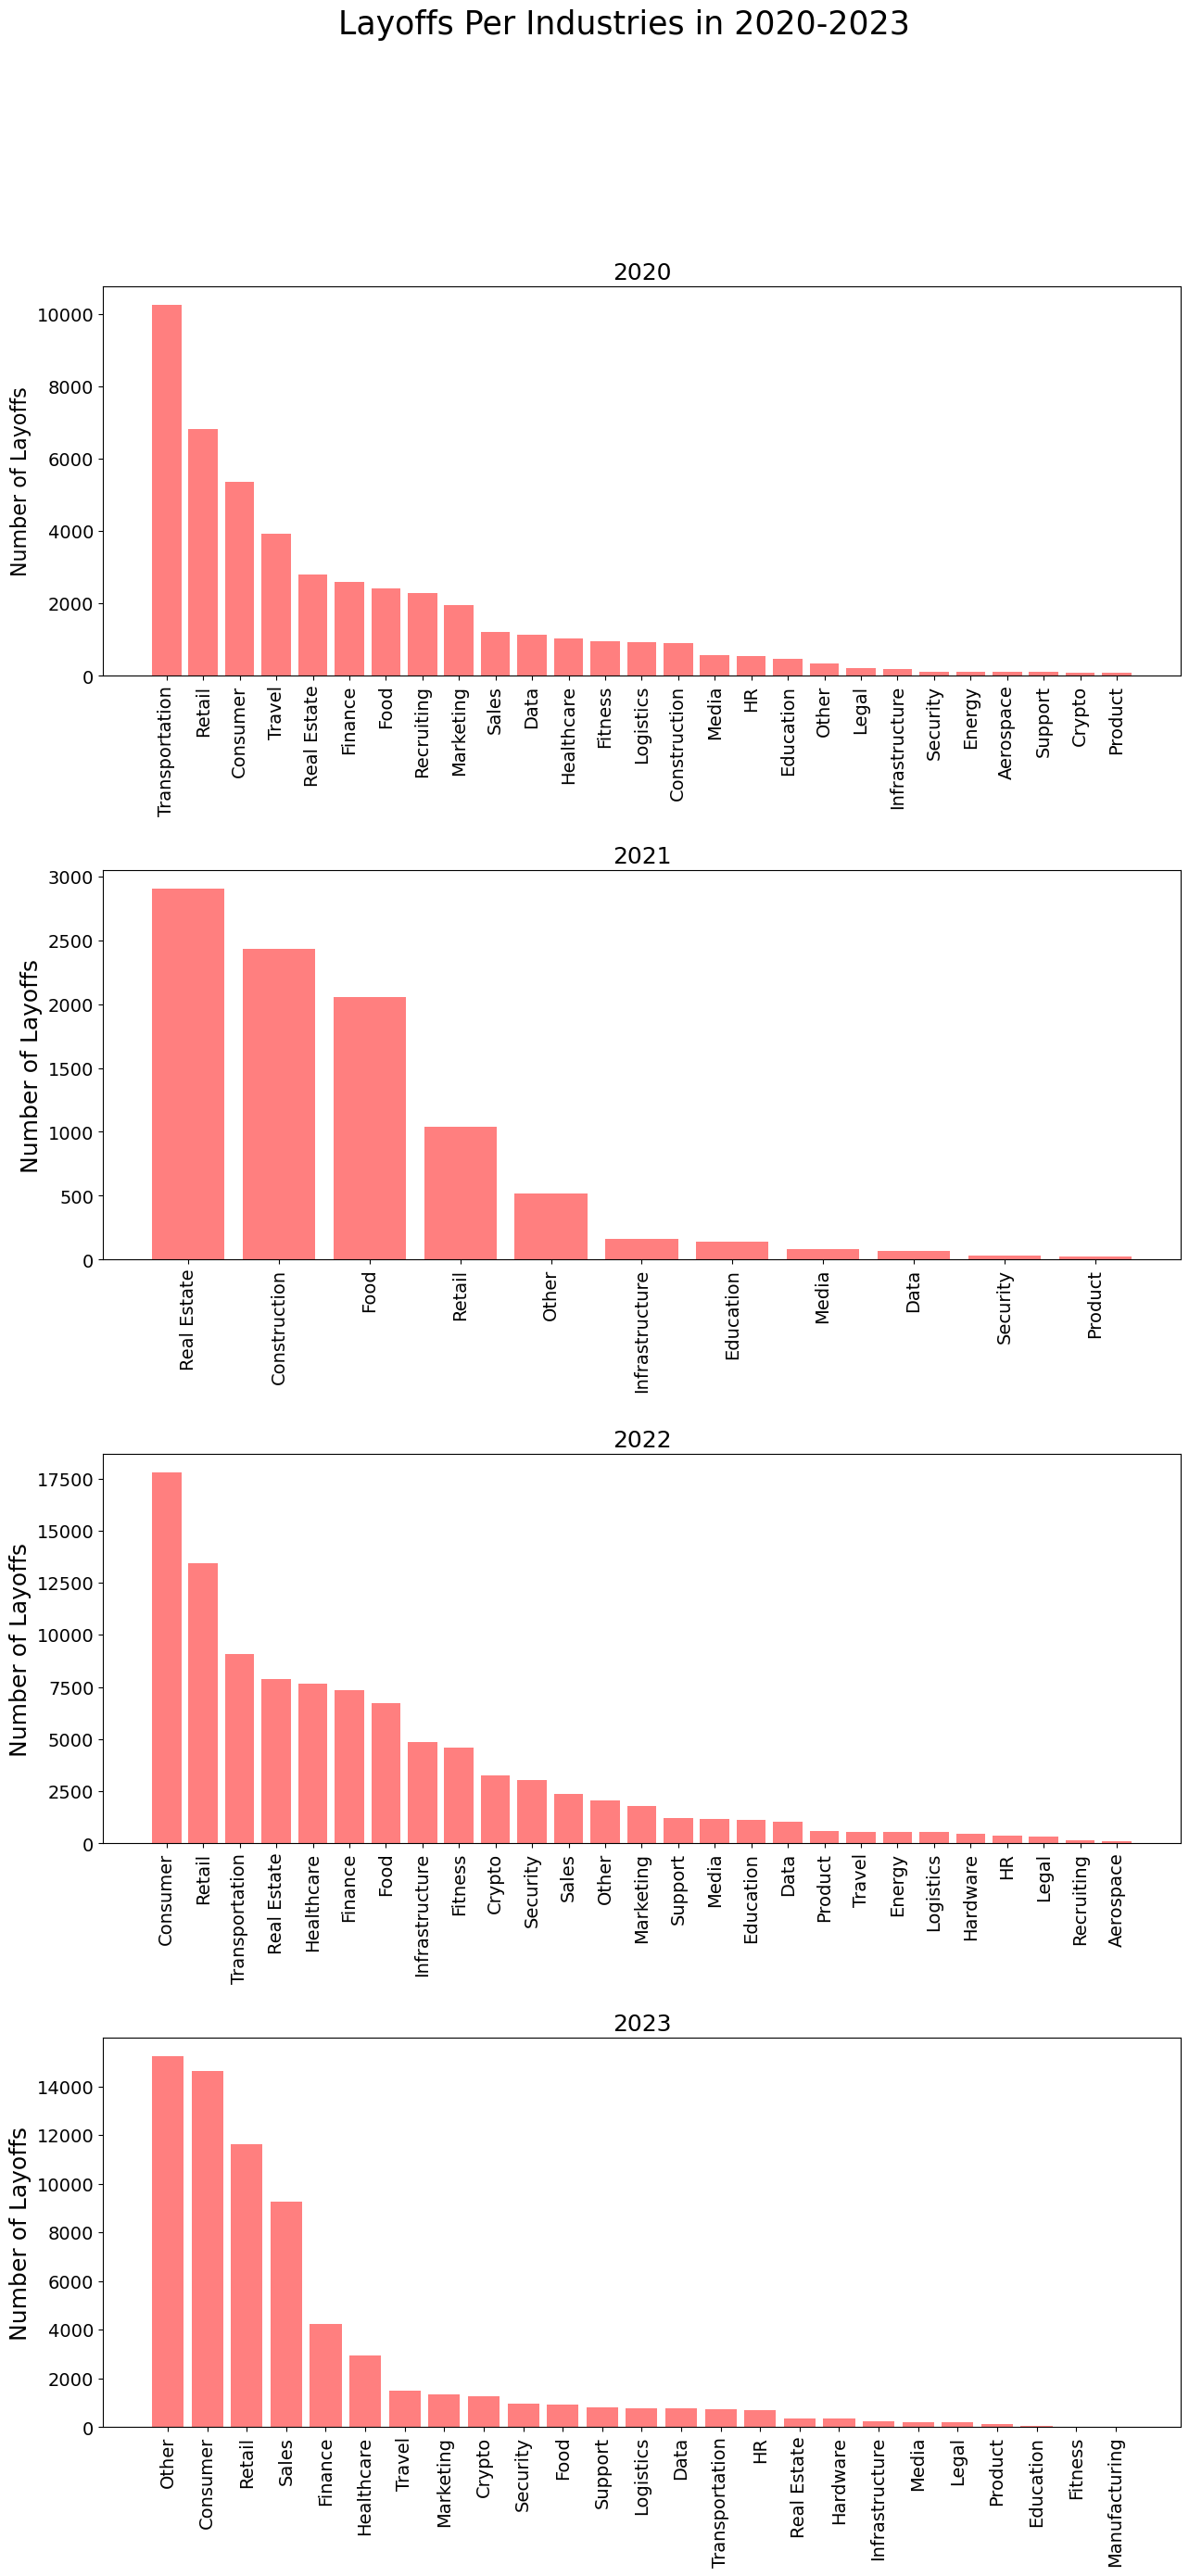 Layoffs Per Industries in 2020-2023
2020
Number of Layoffs
10000
8000
6000
4000
2000
0
Transportation
Retail
Consumer
Travel
Real Estate
Finance
Food
Recruiting
Marketing
Sales
Data
Healthcare
Fitness
Logistics
Construction
Media
HR
Education
Other
Legal
Infrastructure
Security
Energy
Aerospace
Support
Crypto
Product
2021
Number of Layoffs
3000
2500
2000
1500
1000
500
0
Real Estate
Construction
Food
Retail
Other
Infrastructure
Education
Media
Data
Security
Product
2022
Number of Layoffs
17500
15000
12500
10000
7500
5000
2500
0
Consumer
Retail
Transportation
Real Estate
Healthcare
Finance
Food
Infrastructure
Fitness
Crypto
Security
Sales
Other
Marketing
Support
Media
Education
Data
Product
Travel
Energy
Logistics
Hardware
HR
Legal
Recruiting
Aerospace
2023
Number of Layoffs
14000
12000
10000
8000
6000
4000
2000
0
Other
Consumer
Retail
Sales
Finance
Healthcare
Travel
Marketing
Crypto
Security
Food
Support
Logistics
Data
Transportation
HR
Real Estate
Hardware
Infrastructure
Media
Legal
Product
Education
Fitness
Manufacturing